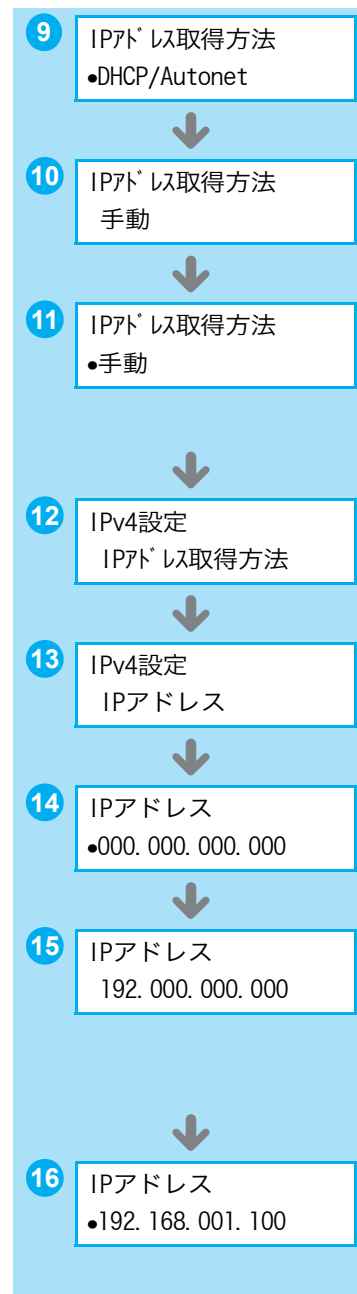 9
IPｱﾄﾞﾚｽ取得方法
●DHCP/Autonet
10
IPｱﾄﾞﾚｽ取得方法
手動
11
IPｱﾄﾞﾚｽ取得方法
●手動
12
IPv4設定
IPｱﾄﾞﾚｽ取得方法
13
IPv4設定
IPアドレス
14
IPアドレス
●000.000.000.000
15
IPアドレス
192.000.000.000
16
IPアドレス
●192.168.001.100